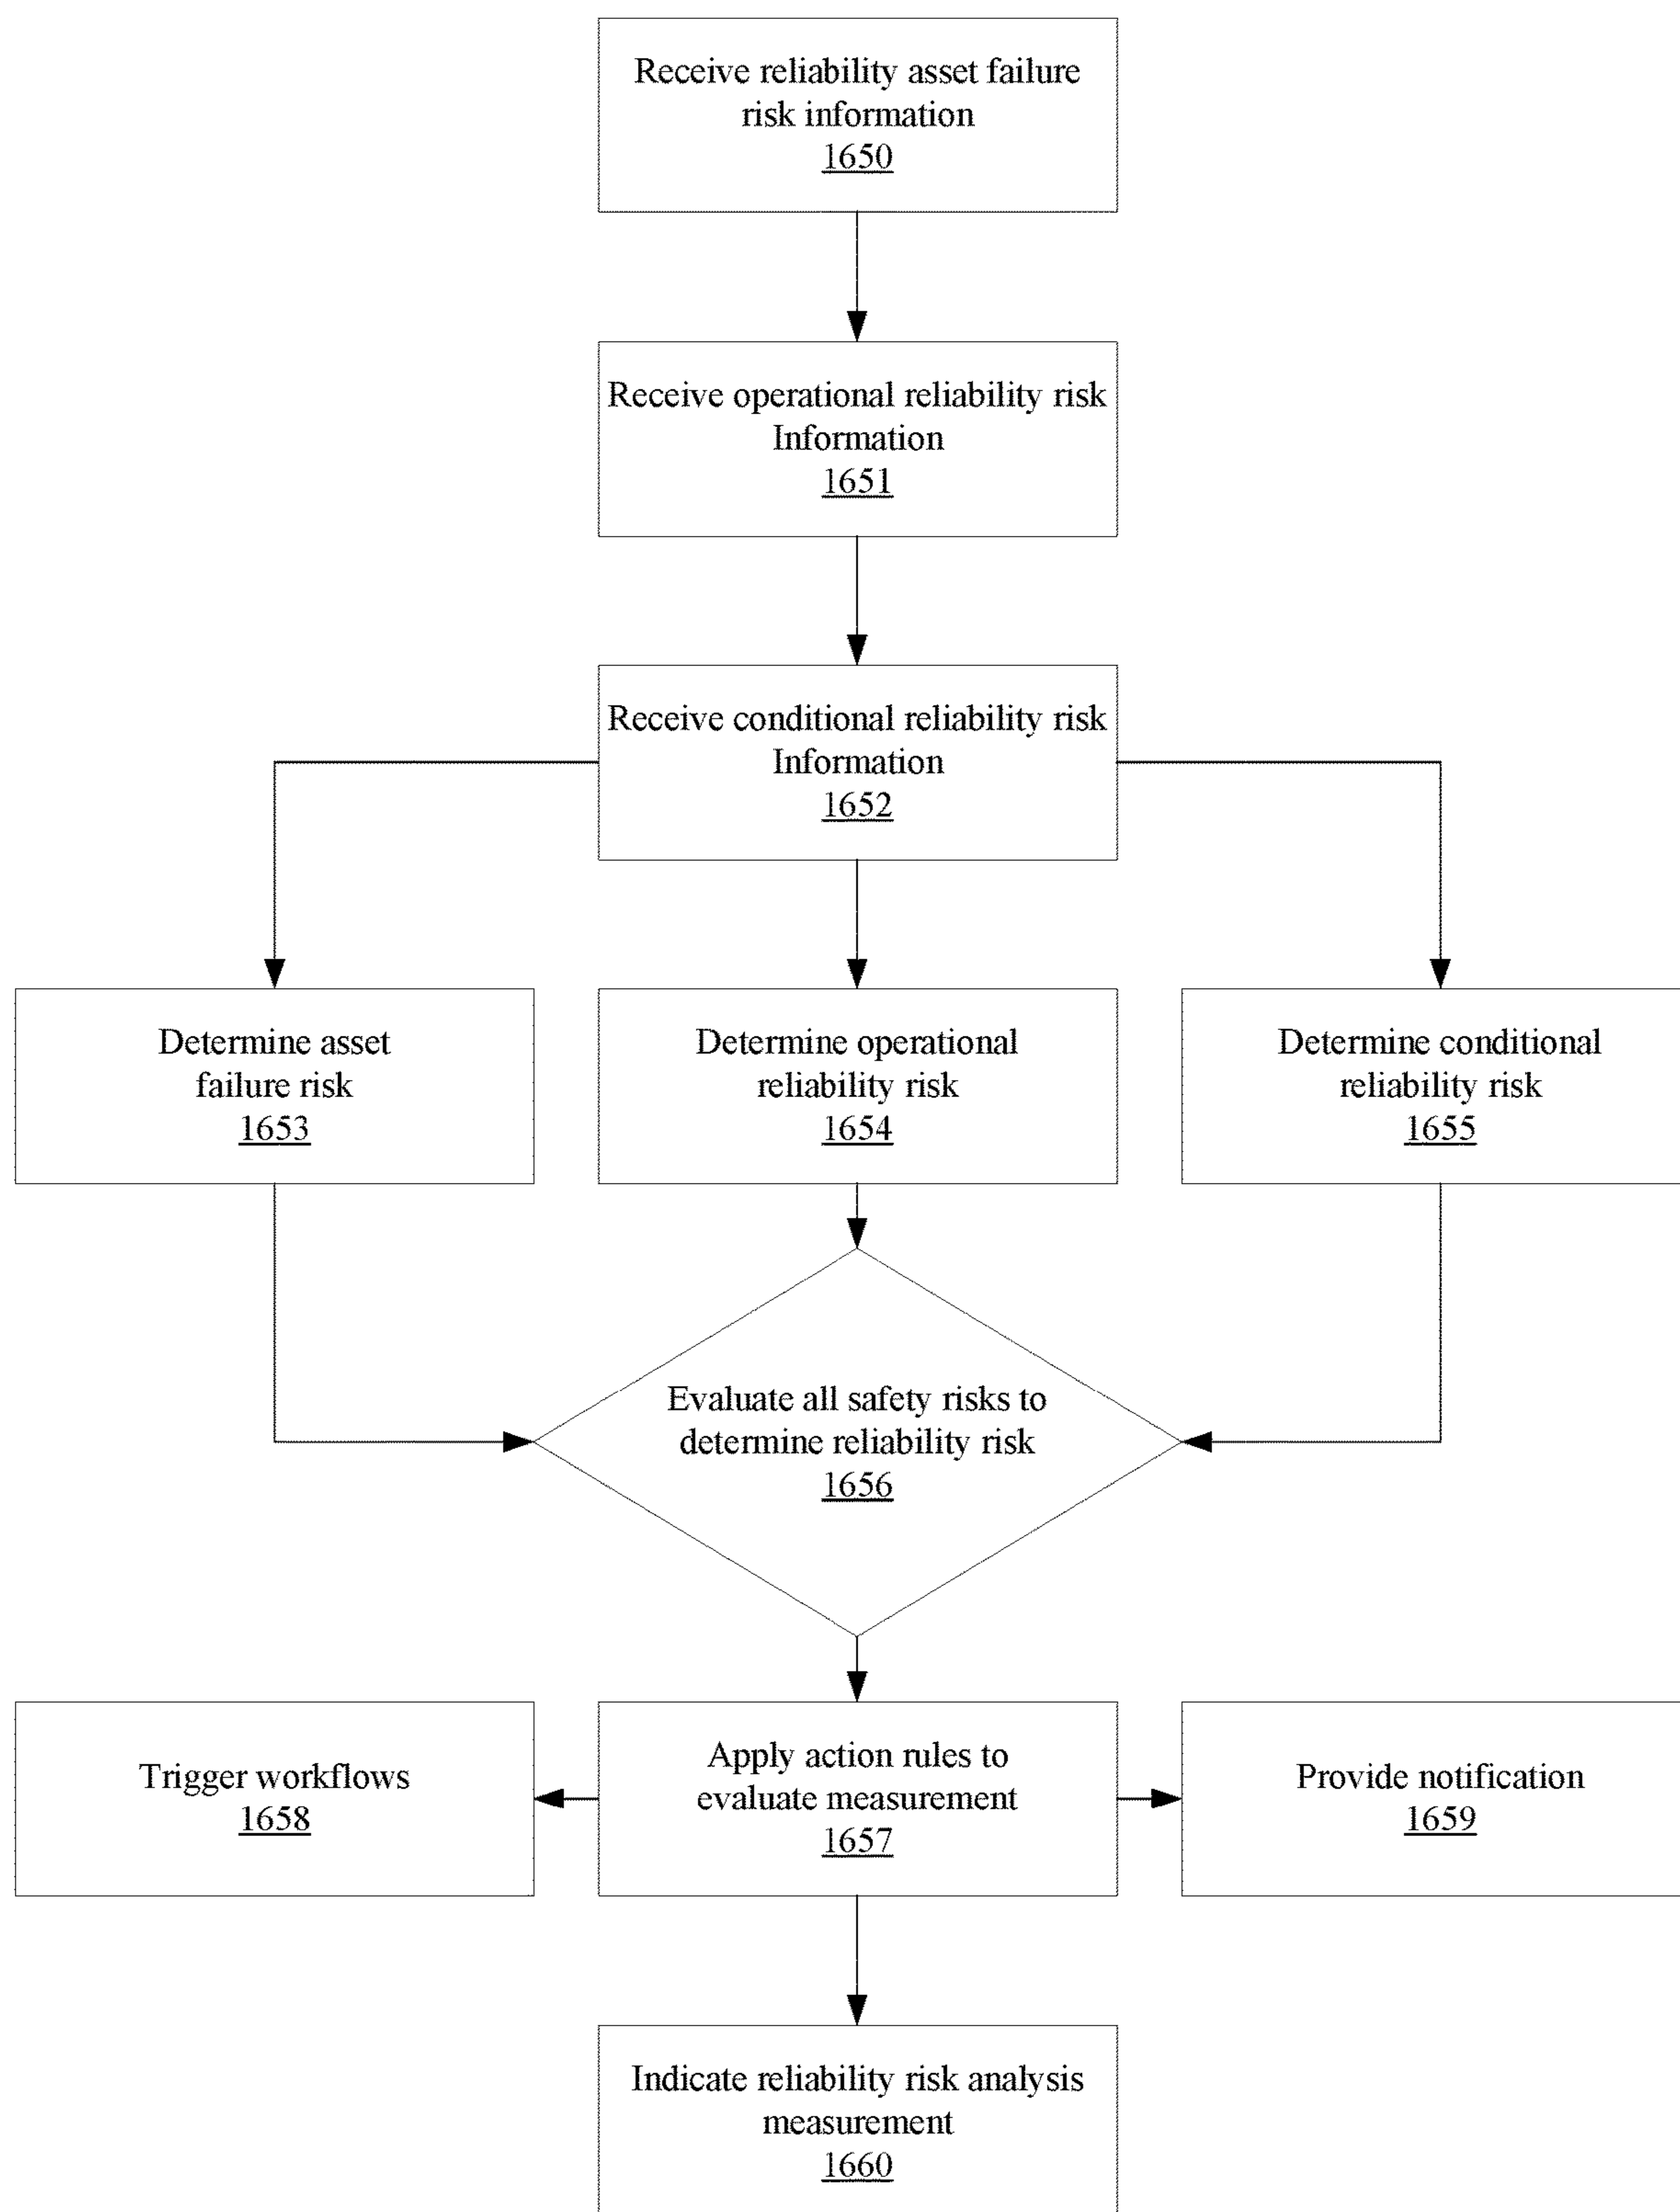 Receive reliability asset failure
risk information
1650
Receive operational reliability risk
Information
1651
Receive conditional reliability risk
Information
1652
Determine asset
failure risk
1653
Determine operational
reliability risk
1654
Determine conditional
reliability risk
1655
Evaluate all safety risks to
determine reliability risk
1656
Trigger workflows
1658
Apply action rules to
evaluate measurement
1657
Provide notification
1659
Indicate reliability risk analysis
measurement
1660